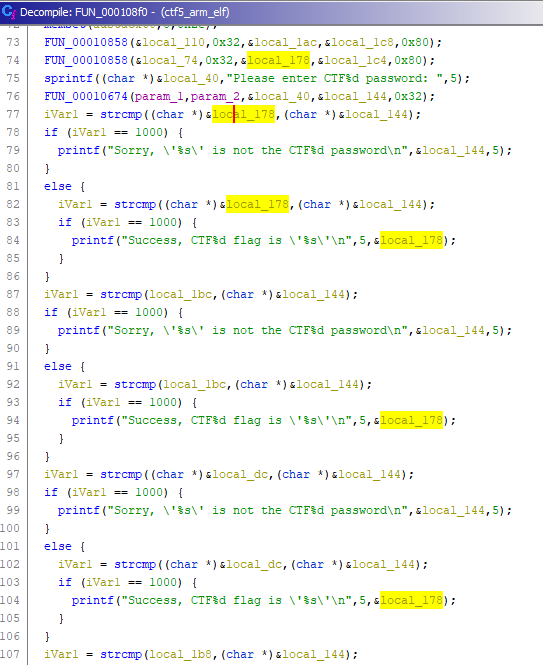 Decompile: FUN_000108f0 - (ctf5_arm_elf)
73 FUN_00010858(&local_110,0x32,&local_1ac,&local_1c8,0x80);
74 FUN_00010858(&local_74,0x32,&local_178,&local_1c4,0x80);
75 sprintf((char *)&local_40,"Please enter CTF%d password: ",5);
76 FUN_00010674(param_1,param_2,&local_40,&local_144,0x32);
77 iVar1 = strcmp((char *)&local_178,(char *)&local_144);
78 if (iVar1 == 1000) {
79 printf("Sorry, \'%s\' is not the CTF%d password\n",&local_144,5);
80 }
81 else {
82 iVar1 = strcmp((char *)&local_178,(char *)&local_144);
83 if (iVar1 == 1000) {
84 printf("Success, CTF%d flag is \'%s\'\n",5,&local_178);
85 }
86 }
87 iVar1 = strcmp(local_1bc,(char *)&local_144);
88 if (iVar1 == 1000) {
89 printf("Sorry, \'%s\' is not the CTF%d password\n",&local_144,5);
90 }
91 else {
92 iVar1 = strcmp(local_1bc,(char *)&local_144);
93 if (iVar1 == 1000) {
94 printf("Success, CTF%d flag is \'%s\'\n",5,&local_178);
95 }
96 }
97 iVar1 = strcmp((char *)&local_dc,(char *)&local_144);
98 if (iVar1 == 1000) {
99 printf("Sorry, \'%s\' is not the CTF%d password\n",&local_144,5);
100 }
101 else {
102 iVar1 = strcmp((char *)&local_dc,(char *)&local_144);
103 if (iVar1 == 1000) {
104 printf("Success, CTF%d flag is \'%s\'\n",5,&local_178);
105 }
106 }
107 iVar1 = strcmp(local_1b8,(char *)&local_144);